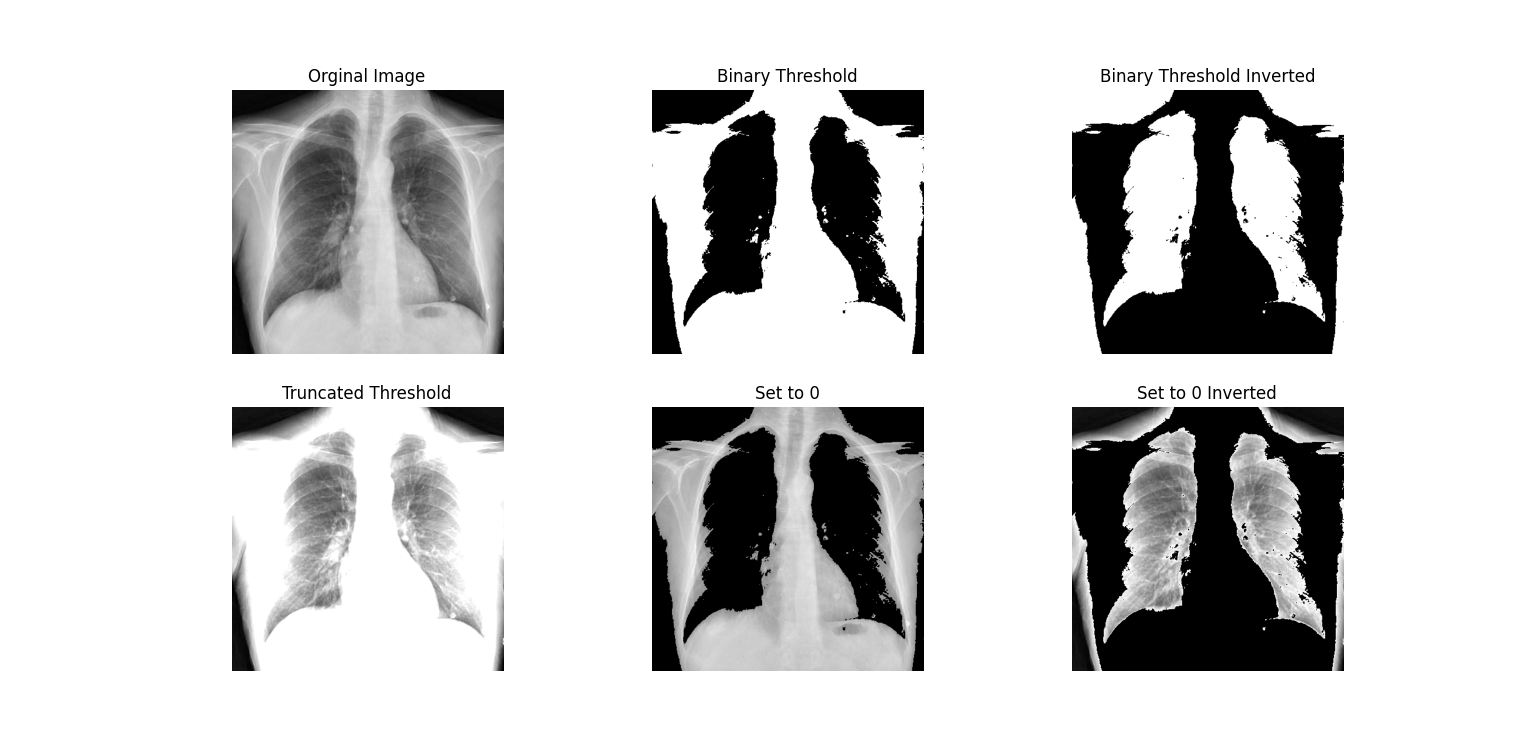 Orginal Image
Binary Threshold
Binary Threshold Inverted
Truncated Threshold
Set to 0
Set to 0 Inverted